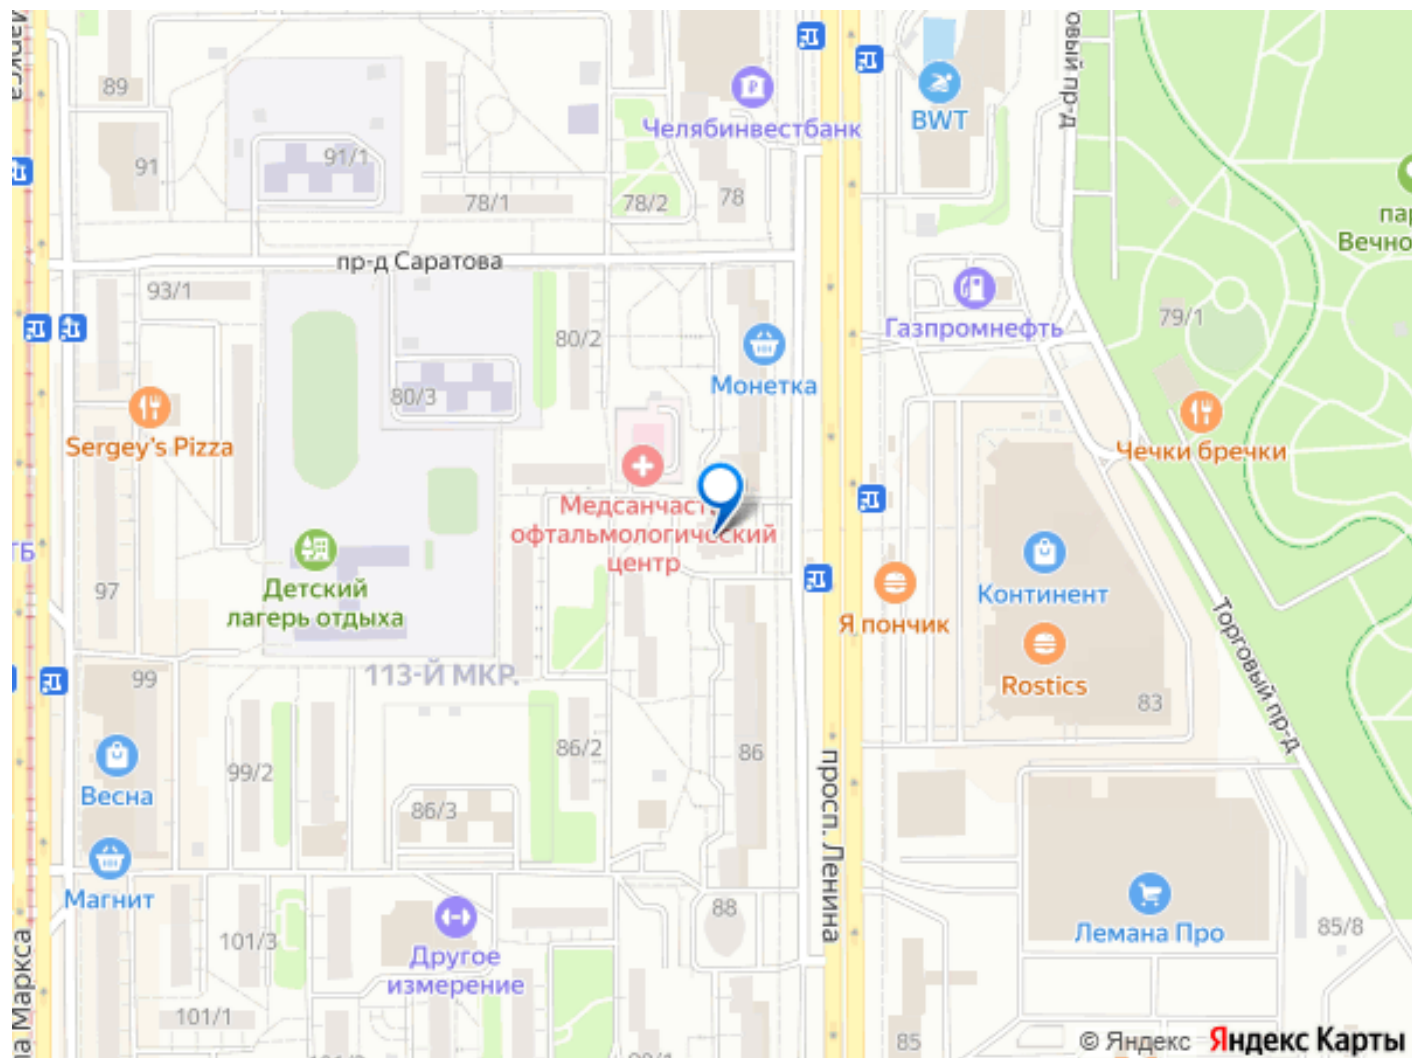 89
91
91/1
Челябинвестбанк
BWT
78/1
78/2
78
пр-д Саратова
93/1
80/2
80/3
Монетка
Газпромнефть
79/1
Вечно
Sergey's Pizza
Чечки бречки
Медсанчасть
офтальмологический
центр
Детский
лагерь отдыха
97
99
113-Й МКР.
Я пончик
Континент
Rostics
83
Торговый пр-д
Весна
99/2
86/2
86
86/3
просп. Ленина
Магнит
88
101/3
Другое
измерение
Лемана Про
85/8
101/1
85
Маркса
© Яндекс Яндекс Карты